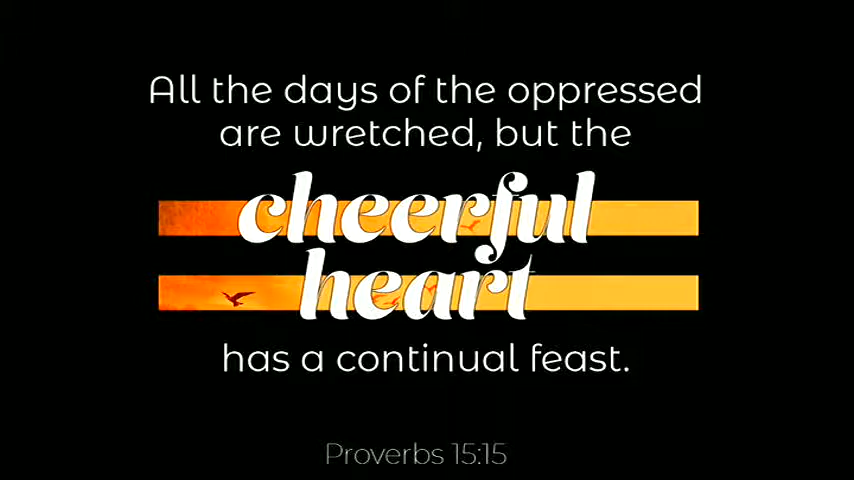 All the days of the oppressed
are wretched, but the
cheerful
heart
has a continual feast.
Proverbs 15:15